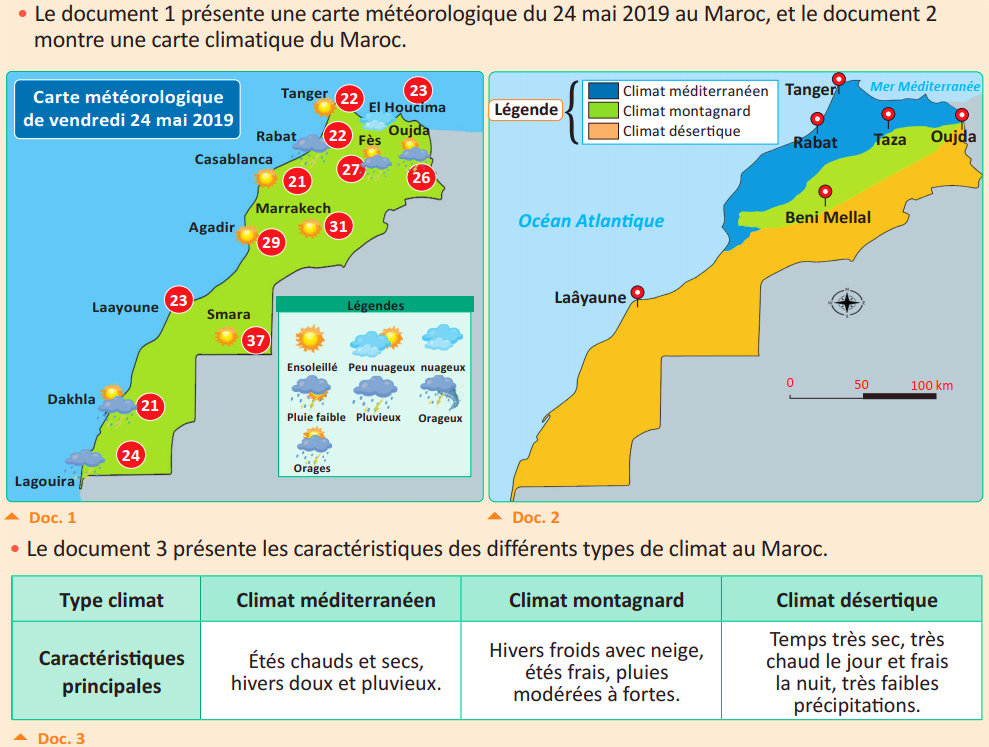 • Le document 1 présente une carte météorologique du 24 mai 2019 au Maroc, et le document 2
montre une carte climatique du Maroc.
Carte météorologique
de vendredi 24 mai 2019
Tanger
22
23
El Houcima
Rabat
22
Fès
Oujda
Casablanca
21
27
26
Marrakech
31
Agadir
29
Laayoune
23
Smara
37
Dakhla
21
24
Lagouira
Légendes
Ensoleillé
Peu nuageux
nuageux
Pluie faible
Pluvieux
Orageux
Orages
Légende
Climat méditerranéen
Climat montagnard
Climat désertique
Tanger
Mer Méditerranée
Rabat
Taza
Oujda
Beni Mellal
Océan Atlantique
Laâyaune
0
50
100 km
Doc. 1
Doc. 2
• Le document 3 présente les caractéristiques des différents types de climat au Maroc.
Type climat
Climat méditerranéen
Climat montagnard
Climat désertique
Caractéristiques
principales
Étés chauds et secs,
hivers doux et pluvieux.
Hivers froids avec neige,
étés frais, pluies
modérées à fortes.
Temps très sec, très
chaud le jour et frais
la nuit, très faibles
précipitations.
Doc. 3